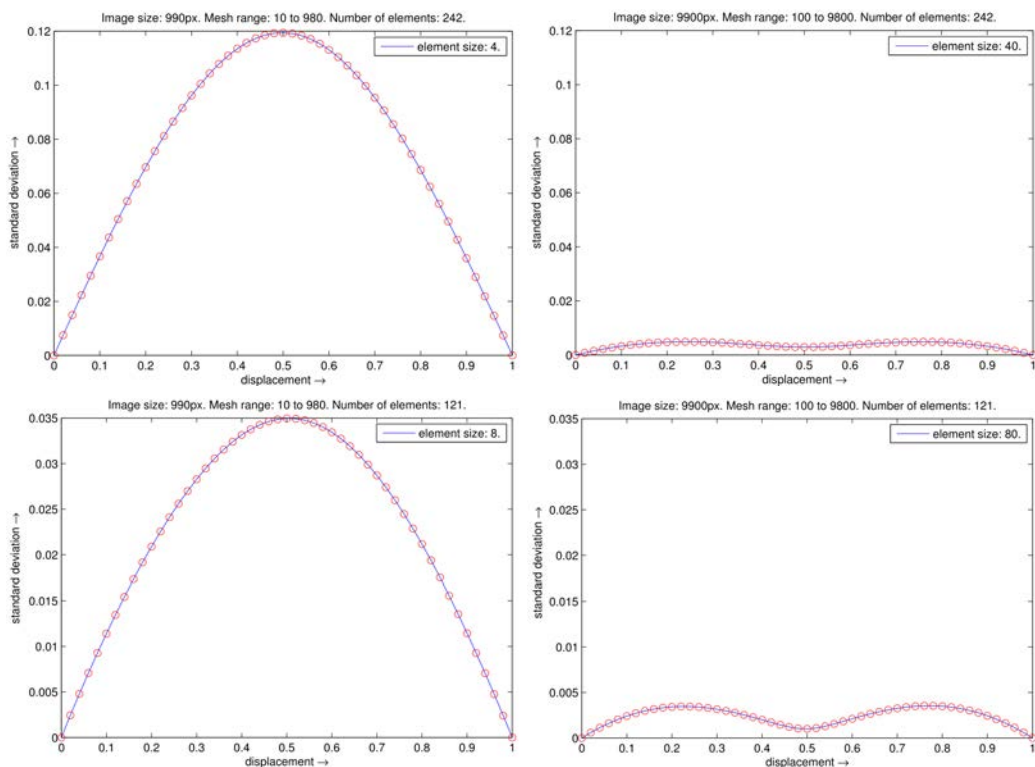 Image size: 990px. Mesh range: 10 to 980. Number of elements: 242.
0.12
0.1
0.08
0.06
0.04
0.02
0
standard deviation →
element size: 4.
0 0.1 0.2 0.3 0.4 0.5 0.6 0.7 0.8 0.9 1
displacement →
Image size: 9900px. Mesh range: 100 to 9800. Number of elements: 242.
0.12
0.1
0.08
0.06
0.04
0.02
0
standard deviation →
element size: 40.
0 0.1 0.2 0.3 0.4 0.5 0.6 0.7 0.8 0.9 1
displacement →
Image size: 990px. Mesh range: 10 to 980. Number of elements: 121.
0.035
0.03
0.025
0.02
0.015
0.01
0.005
0
standard deviation →
element size: 8.
0 0.1 0.2 0.3 0.4 0.5 0.6 0.7 0.8 0.9 1
displacement →
Image size: 9900px. Mesh range: 100 to 9800. Number of elements: 121.
0.035
0.03
0.025
0.02
0.015
0.01
0.005
0
standard deviation →
element size: 80.
0 0.1 0.2 0.3 0.4 0.5 0.6 0.7 0.8 0.9 1
displacement →